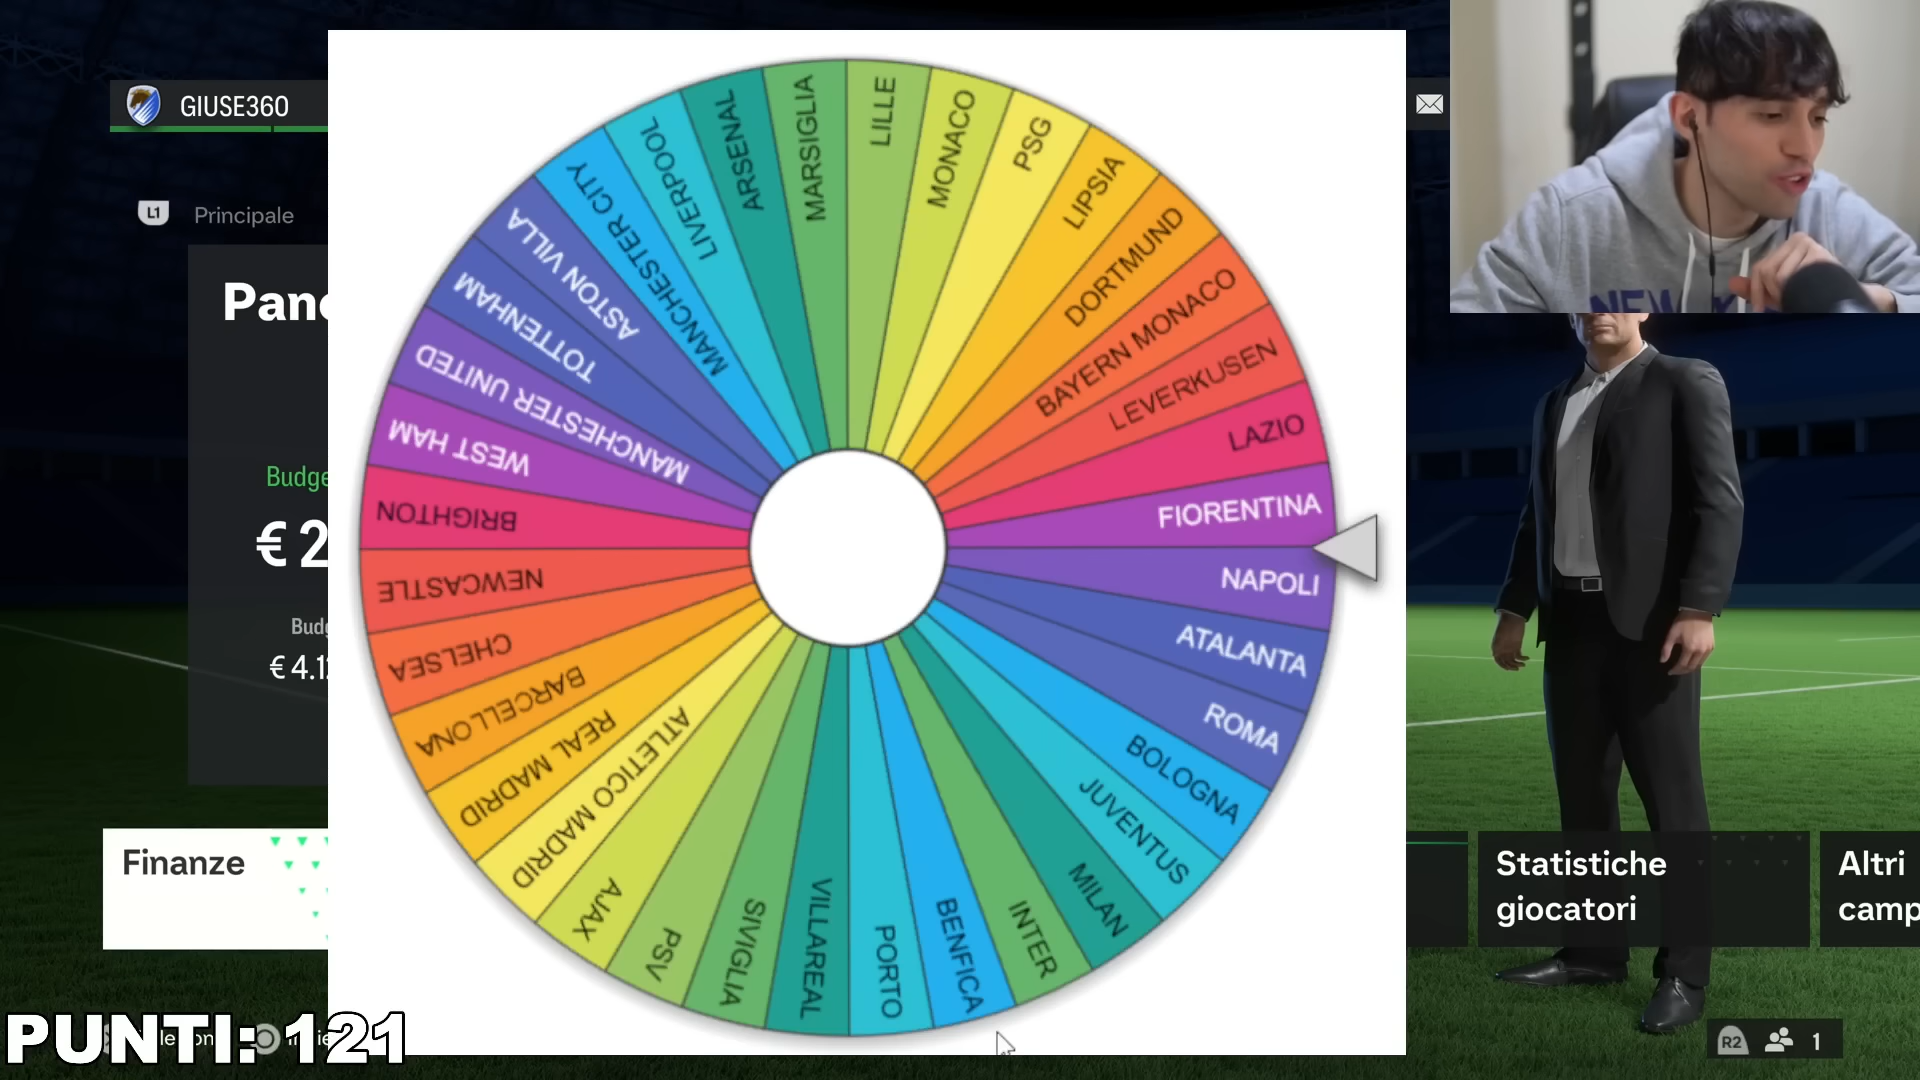 GIUSE360
L1 Principale
Pano
Budge
€ 2
Budg
€ 4.12
Finanze
LILLE
MONACO
PSG
LIPSIA
DORTMUND
BAYERN MONACO
LEVERKUSEN
LAZIO
FIORENTINA
NAPOLI
ATALANTA
ROMA
BOLOGNA
JUVENTUS
MILAN
INTER
BENFICA
PORTO
VILLAREAL
SIVIGLIA
PSV
AJAX
ATLETICO MADRID
REAL MADRID
BARCELLONA
CHELSEA
NEWCASTLE
BRIGHTON
WEST HAM
MANCHESTER UNITED
TOTTENHAM
ASTON VILLA
MANCHESTER CITY
LIVERPOOL
ARSENAL
MARSIGLIA
Statistiche
giocatori
Altri
camp
PUNTI: 121
R2 1